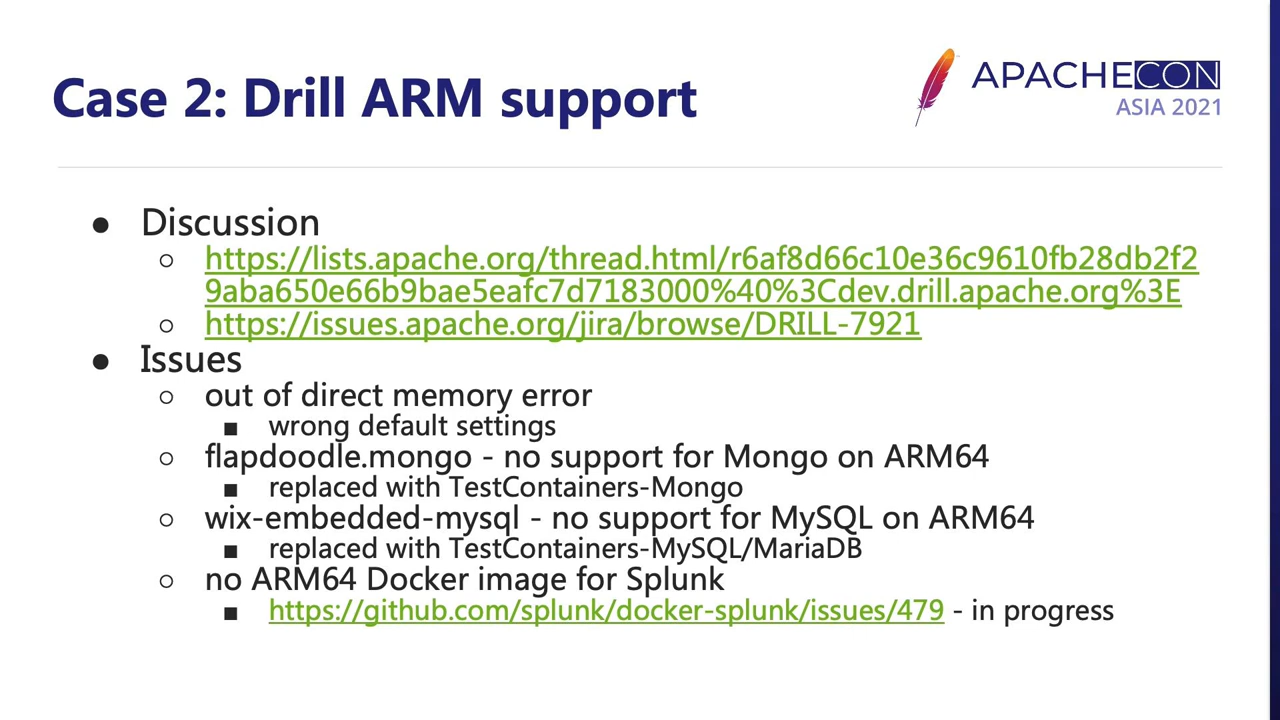 Case 2: Drill ARM support
APACHECON
ASIA 2021
● Discussion
○ https://lists.apache.org/thread.html/r6af8d66c10e36c9610fb28db2f2
9aba650e66b9bae5eafc7d7183000%40%3Cdev.drill.apache.org%3E
○ https://issues.apache.org/jira/browse/DRILL-7921
● Issues
○ out of direct memory error
■ wrong default settings
○ flapdoodle.mongo - no support for Mongo on ARM64
■ replaced with TestContainers-Mongo
○ wix-embedded-mysql - no support for MySQL on ARM64
■ replaced with TestContainers-MySQL/MariaDB
○ no ARM64 Docker image for Splunk
■ https://github.com/splunk/docker-splunk/issues/479 - in progress